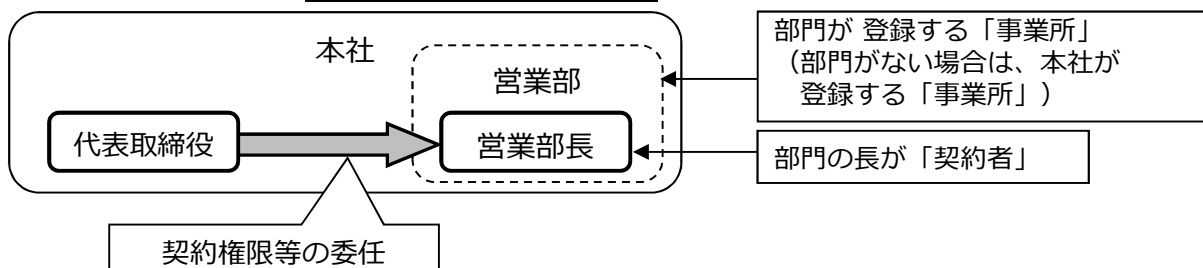 本社
営業部
代表取締役
営業部長
契約権限等の委任
部門が 登録する「事業所」
（部門がない場合は、本社が
登録する「事業所」）
部門の長が「契約者」